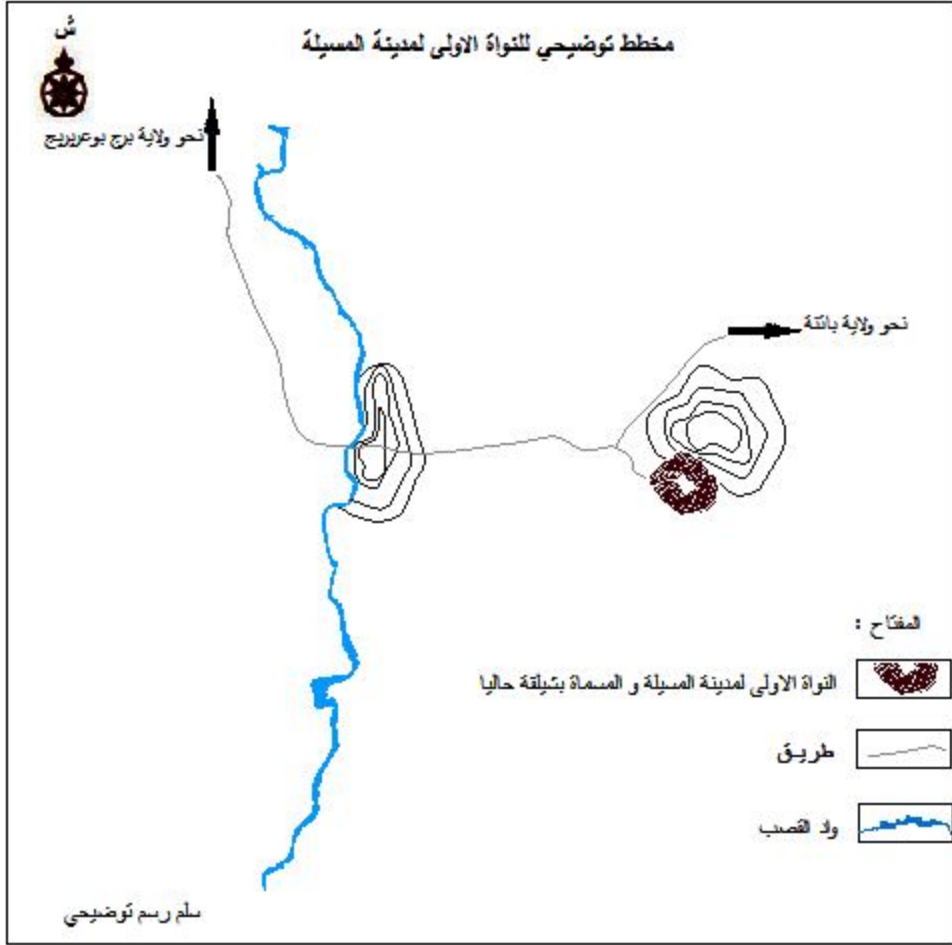 مخطط توضيحي للنواة الاولى لمدينة المسيلة
ش
نحو ولاية برج بوعريريج
نحو ولاية باتنة
المفتاح :
النواة الاولى لمدينة المسيلة و المسماة بشيلقة حاليا
طريق
واد القصب
سلم رسم توضيحي